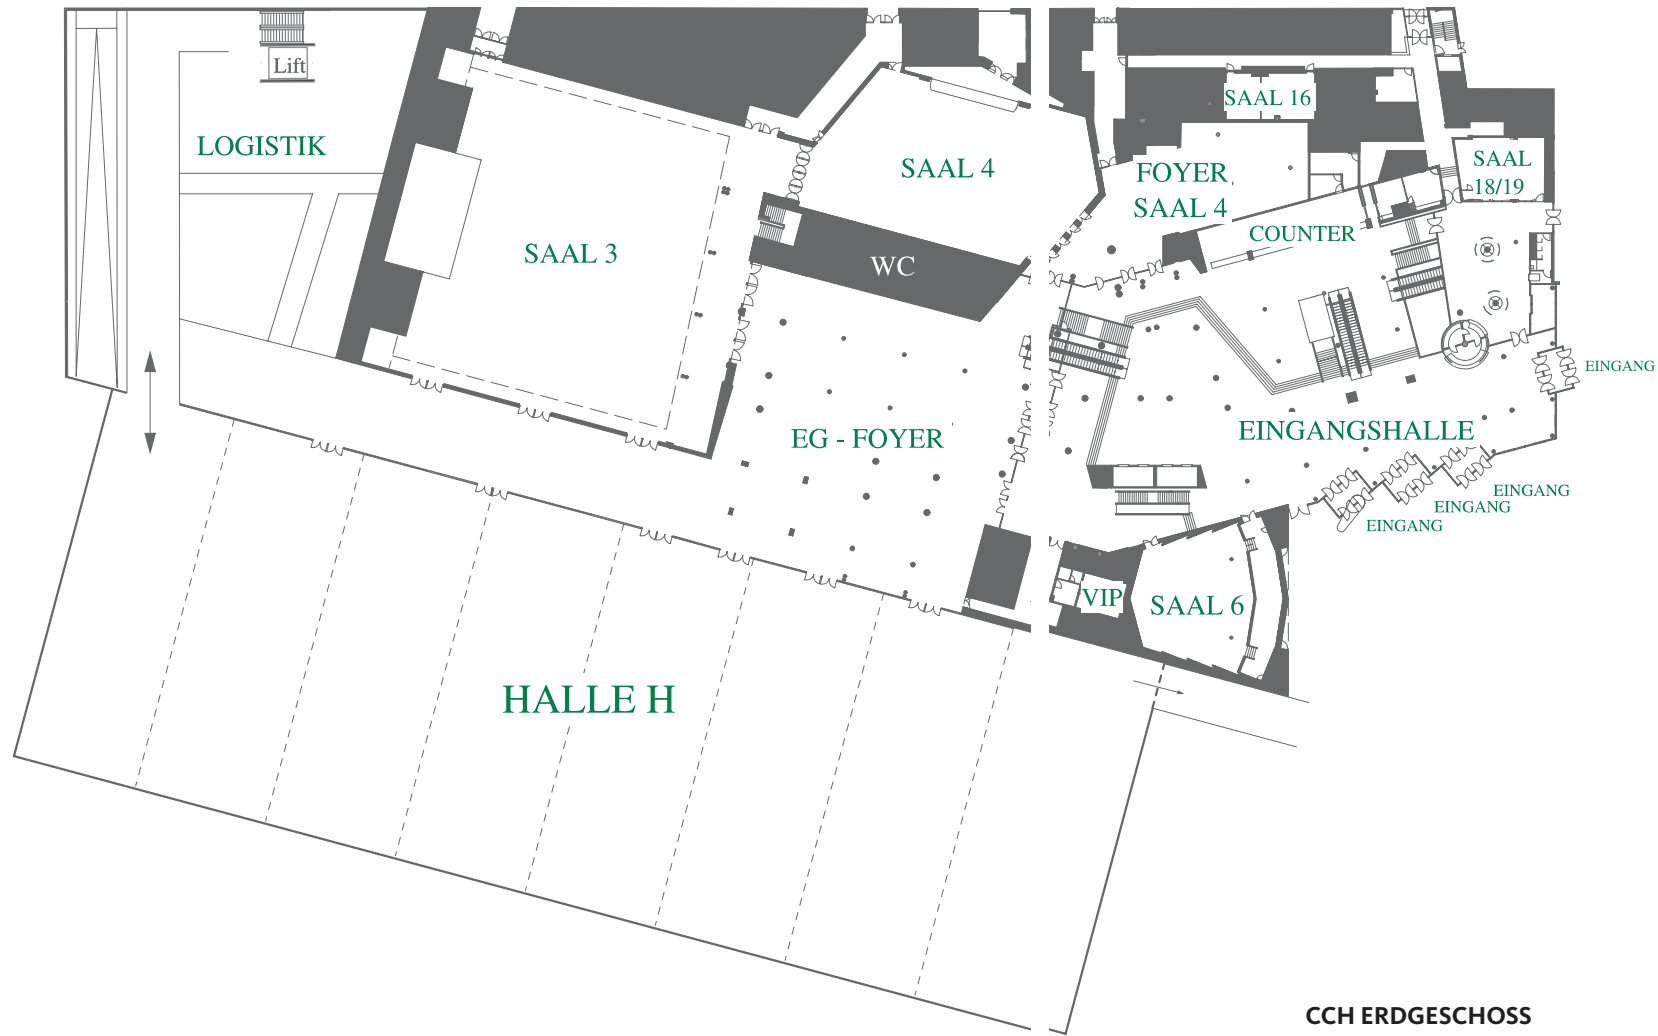 Lift
LOGISTIK
SAAL 3
SAAL 4
WC
SAAL 16
FOYER
SAAL 4
COUNTER
SAAL
18/19
EINGANG
EG - FOYER
EINGANGSHALLE
EINGANG
EINGANG
EINGANG
VIP
SAAL 6
HALLE H
CCH ERDGESCHOSS